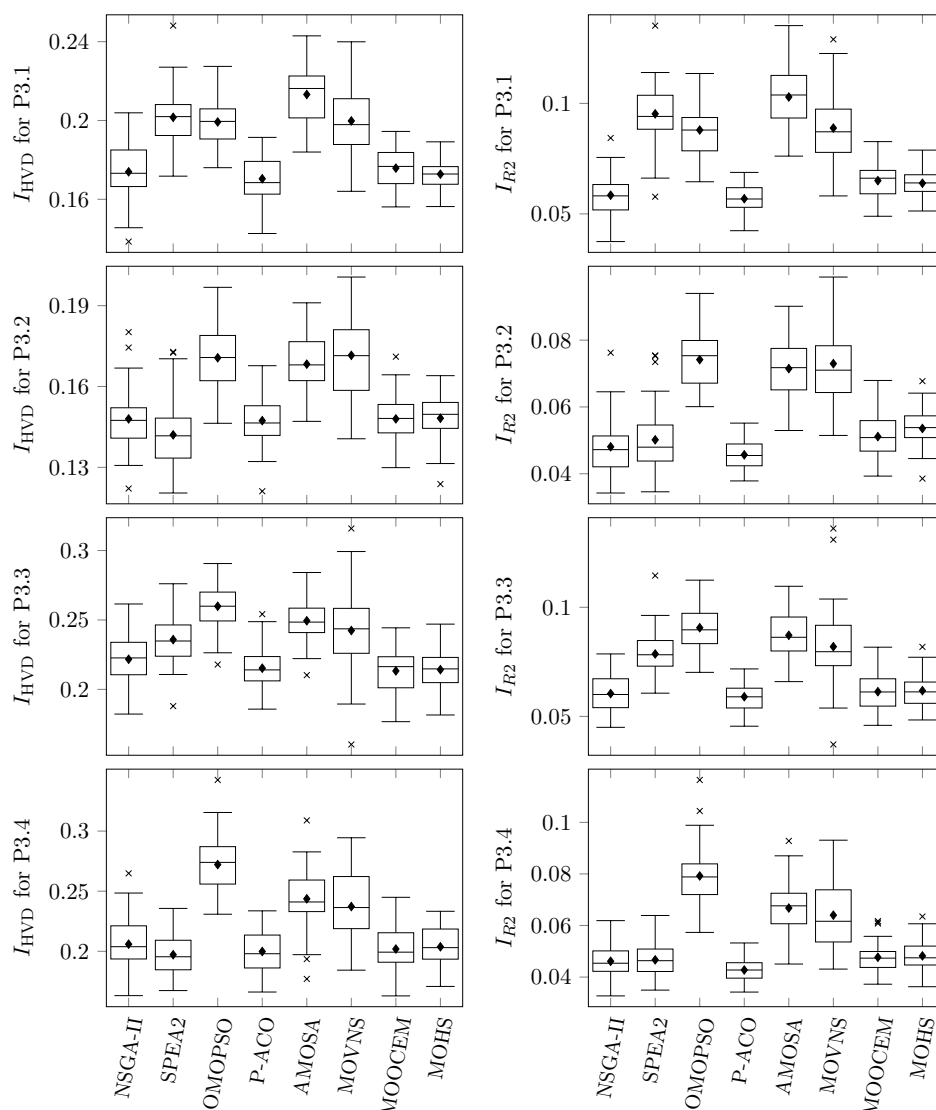 0.24
0.2
0.16
I_HVD for P3.1
0.1
0.05
I_R2 for P3.1
0.19
0.16
0.13
I_HVD for P3.2
0.08
0.06
0.04
I_R2 for P3.2
0.3
0.25
0.2
I_HVD for P3.3
0.1
0.05
I_R2 for P3.3
0.3
0.25
0.2
I_HVD for P3.4
0.1
0.08
0.06
0.04
I_R2 for P3.4
NSGA-II
SPEA2
OMOPSO
P-ACO
AMOSA
MOVNS
MOOCEM
MOHS
NSGA-II
SPEA2
OMOPSO
P-ACO
AMOSA
MOVNS
MOOCEM
MOHS